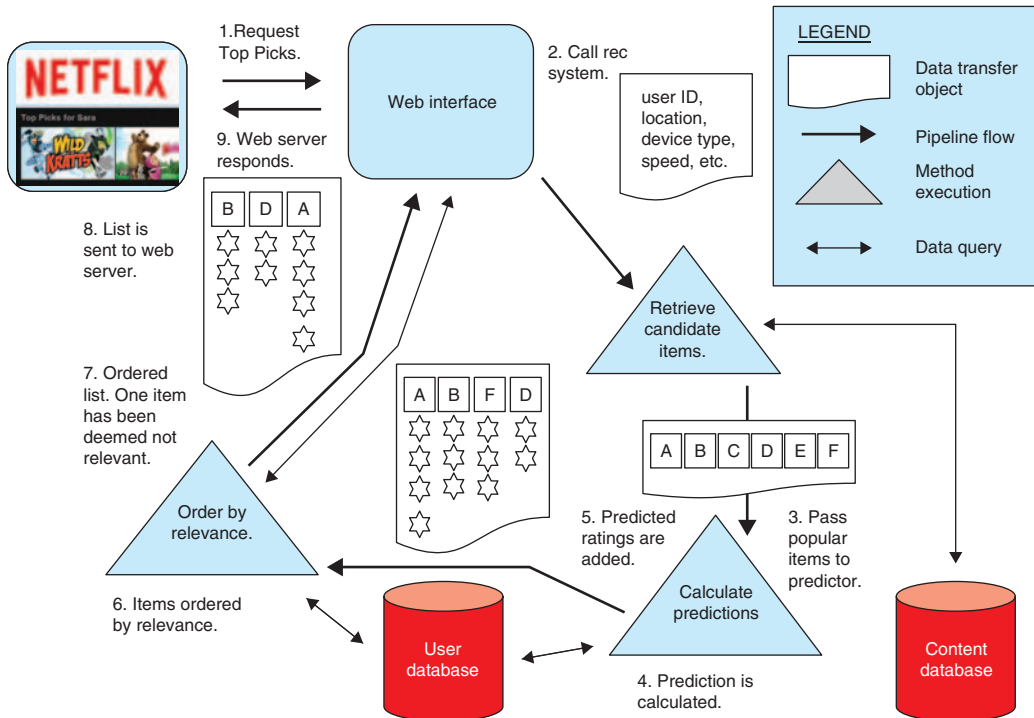 1.Request
Top Picks.
NETFLIX
Top Picks for Sara
WILD
KRATTS
9. Web server
responds.
Web interface
2. Call rec
system.
user ID,
location,
device type,
speed, etc.
LEGEND
Data transfer
object
Pipeline flow
Method
execution
Data query
8. List is
sent to web
server.
B D A
Retrieve
candidate
items.
7. Ordered
list. One item
has been
deemed not
relevant.
A B F D
A B C D E F
Order by
relevance.
5. Predicted
ratings are
added.
3. Pass
popular
items to
predictor.
Calculate
predictions
6. Items ordered
by relevance.
User
database
4. Prediction is
calculated.
Content
database